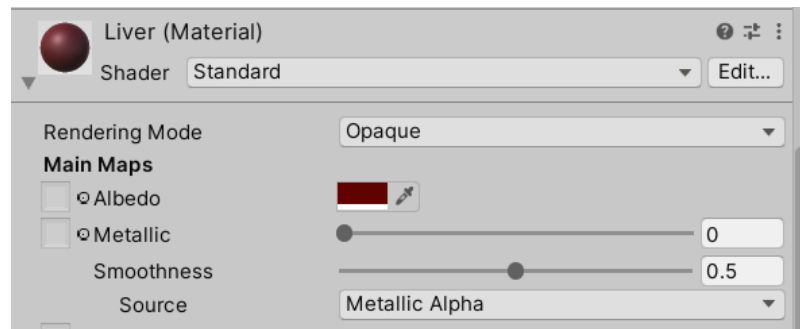 Liver (Material)
Shader Standard Edit...
Rendering Mode Opaque
Main Maps
Albedo
Metallic 0
Smoothness 0.5
Source Metallic Alpha